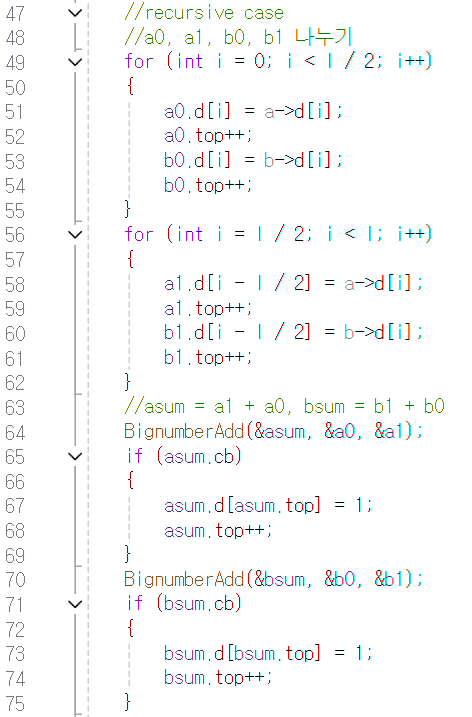 47 //recursive case
48 //a0, a1, b0, b1 나누기
49 for (int i = 0; i < l / 2; i++)
50 {
51 a0.d[i] = a->d[i];
52 a0.top++;
53 b0.d[i] = b->d[i];
54 b0.top++;
55 }
56 for (int i = l / 2; i < l; i++)
57 {
58 a1.d[i - l / 2] = a->d[i];
59 a1.top++;
60 b1.d[i - l / 2] = b->d[i];
61 b1.top++;
62 }
63 //asum = a1 + a0, bsum = b1 + b0
64 BignumberAdd(&asum, &a0, &a1);
65 if (asum.cb)
66 {
67 asum.d[asum.top] = 1;
68 asum.top++;
69 }
70 BignumberAdd(&bsum, &b0, &b1);
71 if (bsum.cb)
72 {
73 bsum.d[bsum.top] = 1;
74 bsum.top++;
75 }